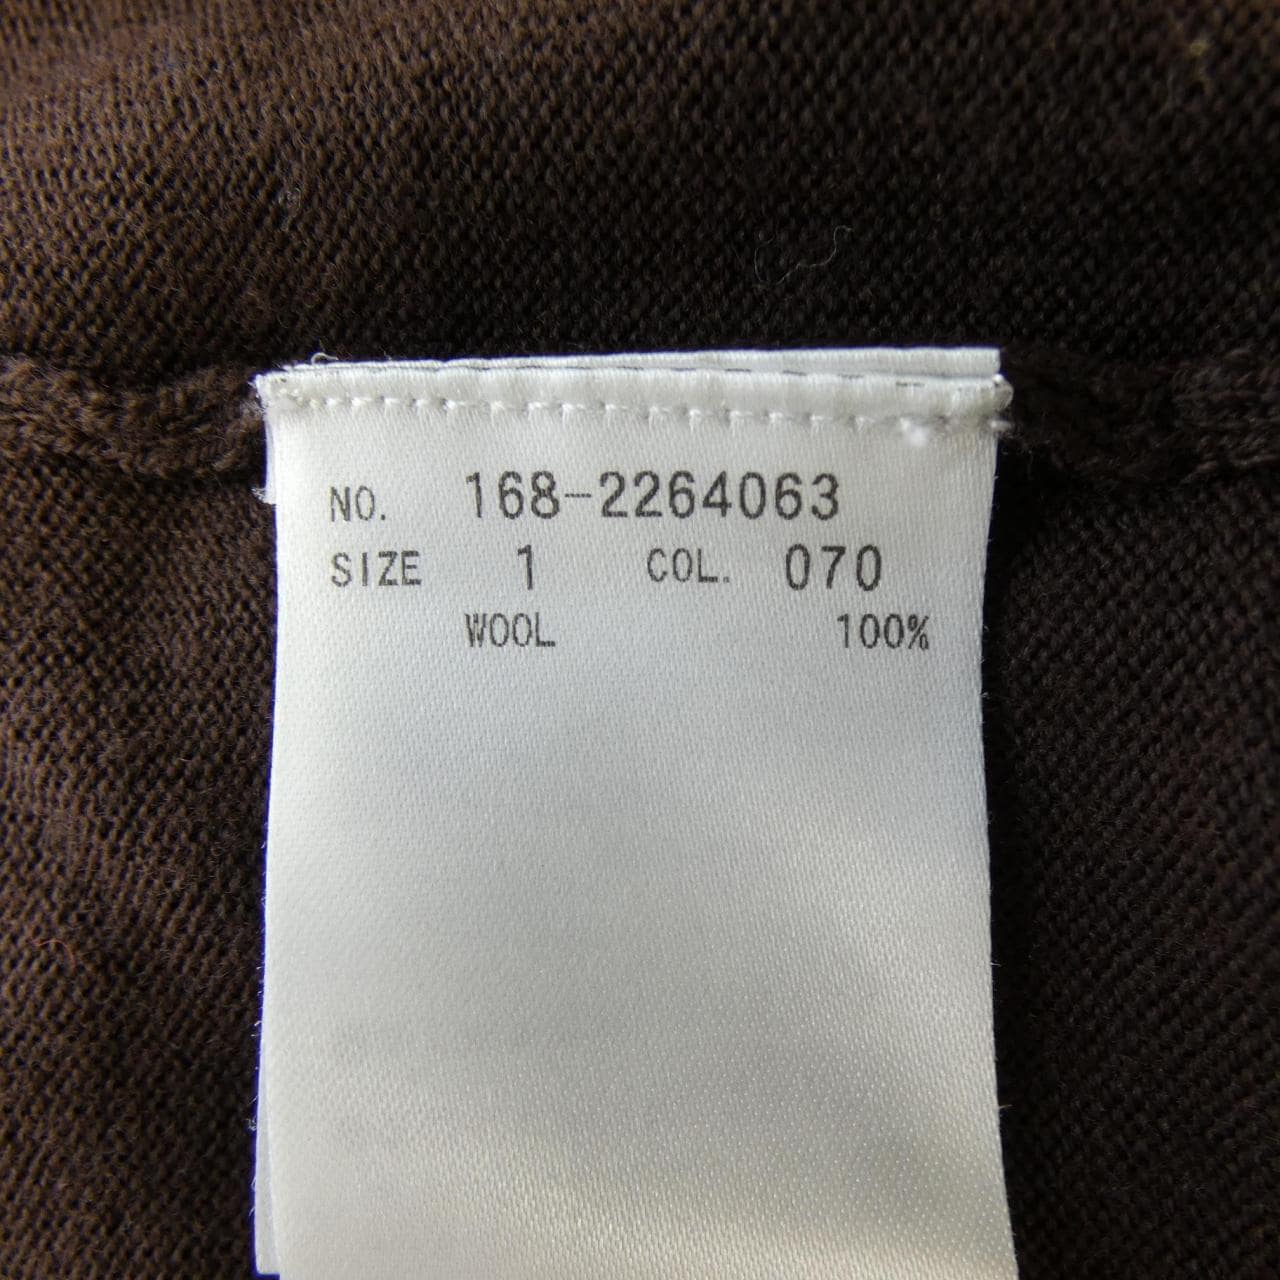 NO. 168-2264063
SIZE 1 COL. 070
WOOL 100%